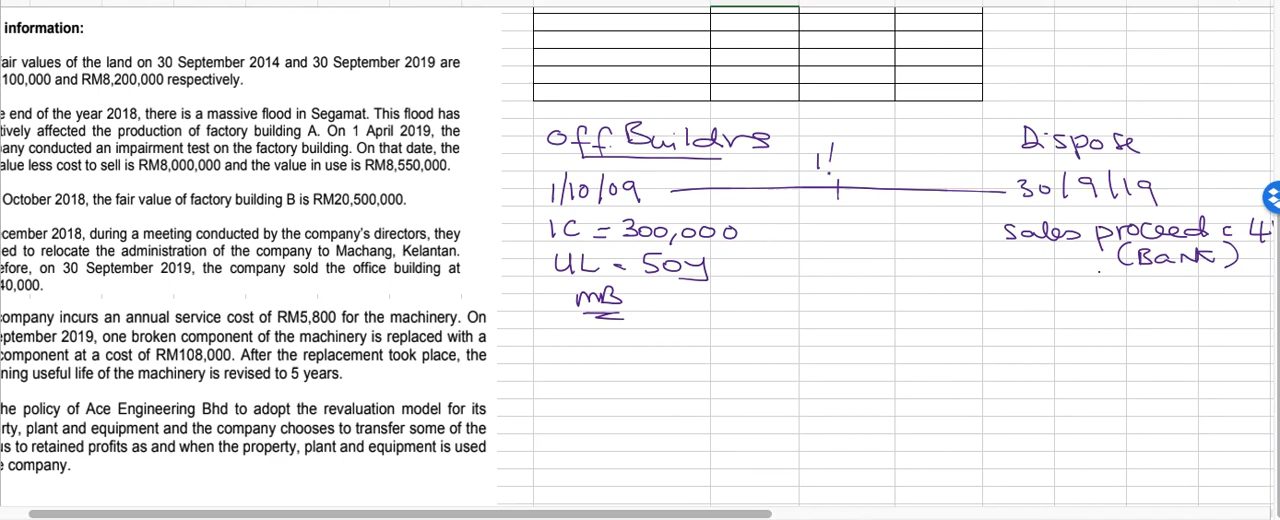 information:
air values of the land on 30 September 2014 and 30 September 2019 are
100,000 and RM8,200,000 respectively.
e end of the year 2018, there is a massive flood in Segamat. This flood has
tively affected the production of factory building A. On 1 April 2019, the
any conducted an impairment test on the factory building. On that date, the
alue less cost to sell is RM8,000,000 and the value in use is RM8,550,000.
October 2018, the fair value of factory building B is RM20,500,000.
cember 2018, during a meeting conducted by the company's directors, they
ed to relocate the administration of the company to Machang, Kelantan.
efore, on 30 September 2019, the company sold the office building at
40,000.
ompany incurs an annual service cost of RM5,800 for the machinery. On
eptember 2019, one broken component of the machinery is replaced with a
component at a cost of RM108,000. After the replacement took place, the
ning useful life of the machinery is revised to 5 years.
he policy of Ace Engineering Bhd to adopt the revaluation model for its
rty, plant and equipment and the company chooses to transfer some of the
us to retained profits as and when the property, plant and equipment is used
e company.
Off. Dispose
1/10/09 30/9/19
IC = 300,000 Sales proceed = 4
UL = 50y (Bank)
mB